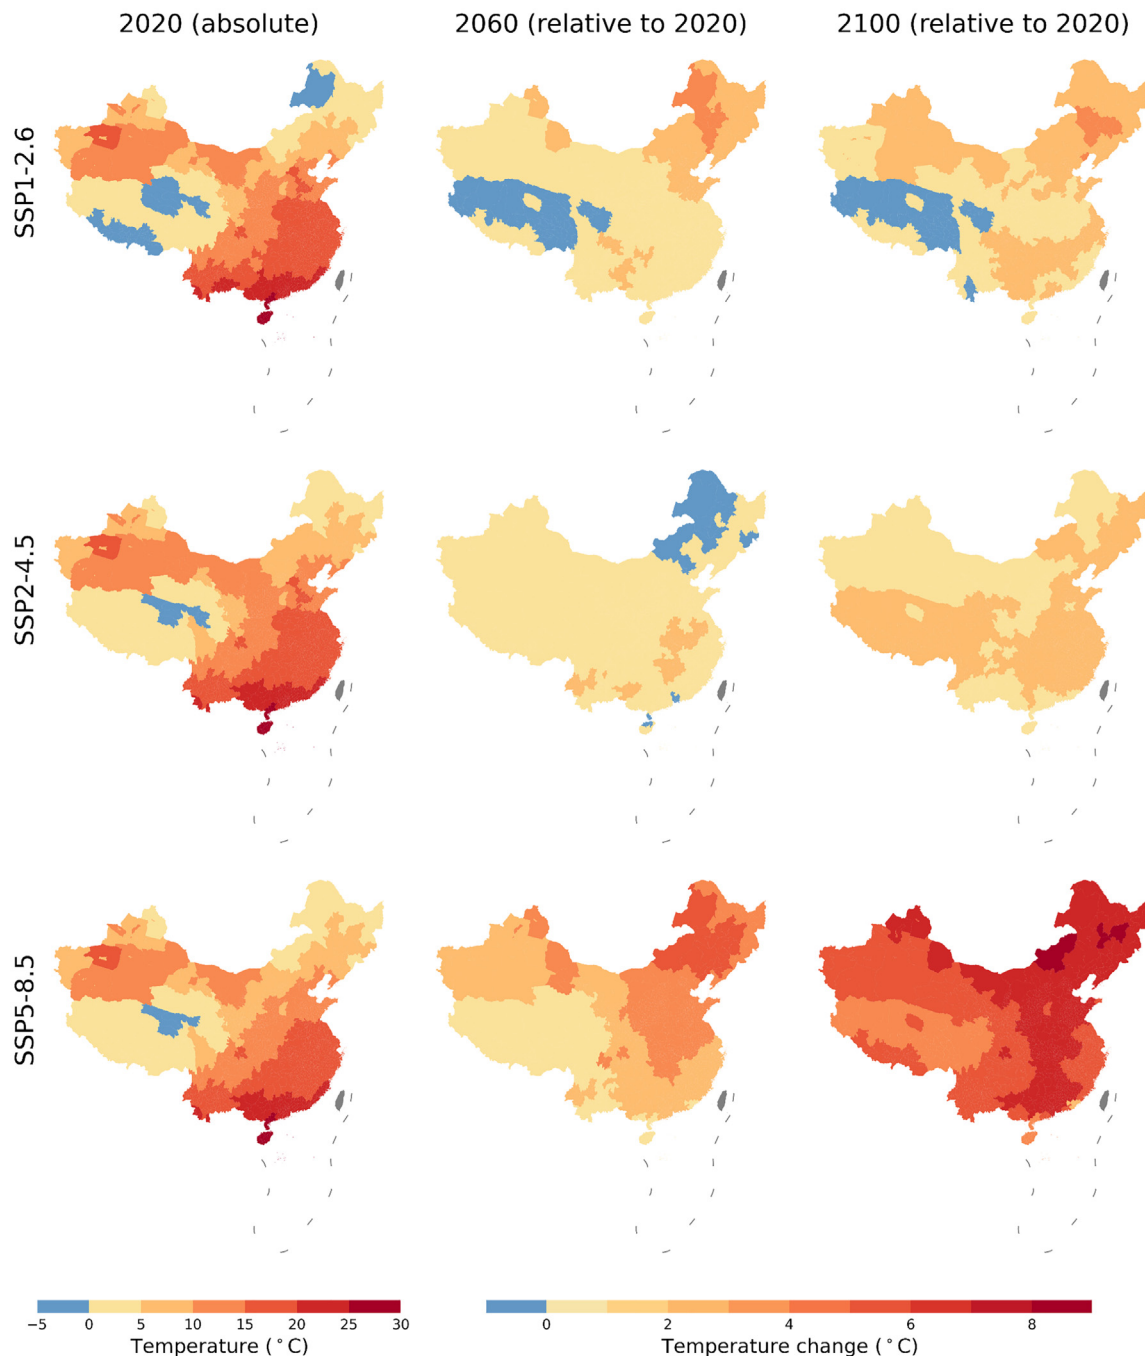 2020 (absolute) 2060 (relative to 2020) 2100 (relative to 2020)
SSP1-2.6
SSP2-4.5
SSP5-8.5
−5 0 5 10 15 20 25 30 0 2 4 6 8
Temperature (°C) Temperature change (°C)